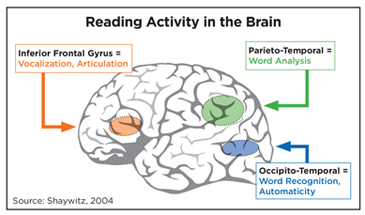 Reading Activity in the Brain
Inferior Frontal Gyrus =
Vocalization, Articulation
Parieto-Temporal =
Word Analysis
Occipito-Temporal =
Word Recognition,
Automaticity
Source: Shaywitz, 2004